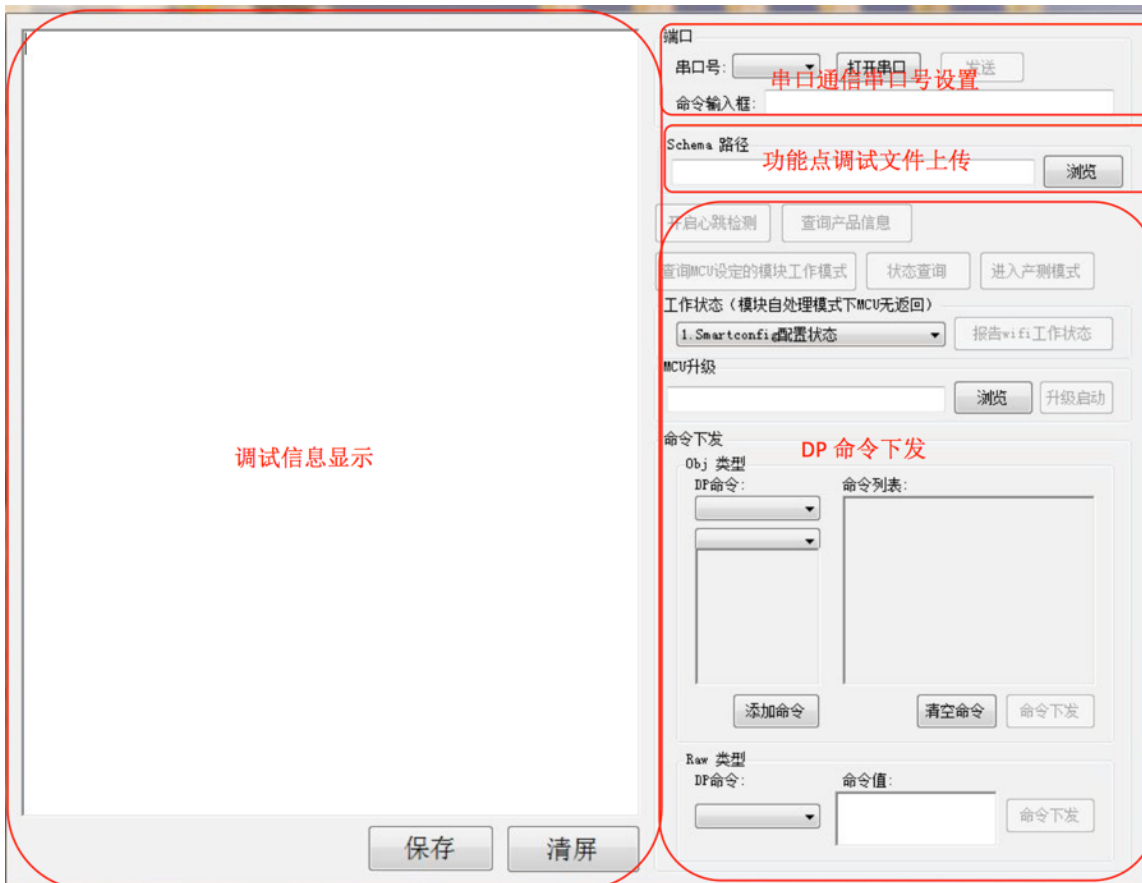 端口
串口号:
打开串口
发送
串口通信串口号设置
命令输入框:
Schema 路径
功能点调试文件上传
浏览
开启心跳检测
查询产品信息
查询MCU设定的模块工作模式
状态查询
进入产测模式
工作状态（模块自处理模式下MCU无返回）
1.Smartconfig配置状态
报告wifi工作状态
MCU升级
浏览
升级启动
调试信息显示
命令下发
DP 命令下发
Obj 类型
DP命令:
命令列表:
添加命令
清空命令
命令下发
Raw 类型
DP命令:
命令值:
命令下发
保存
清屏